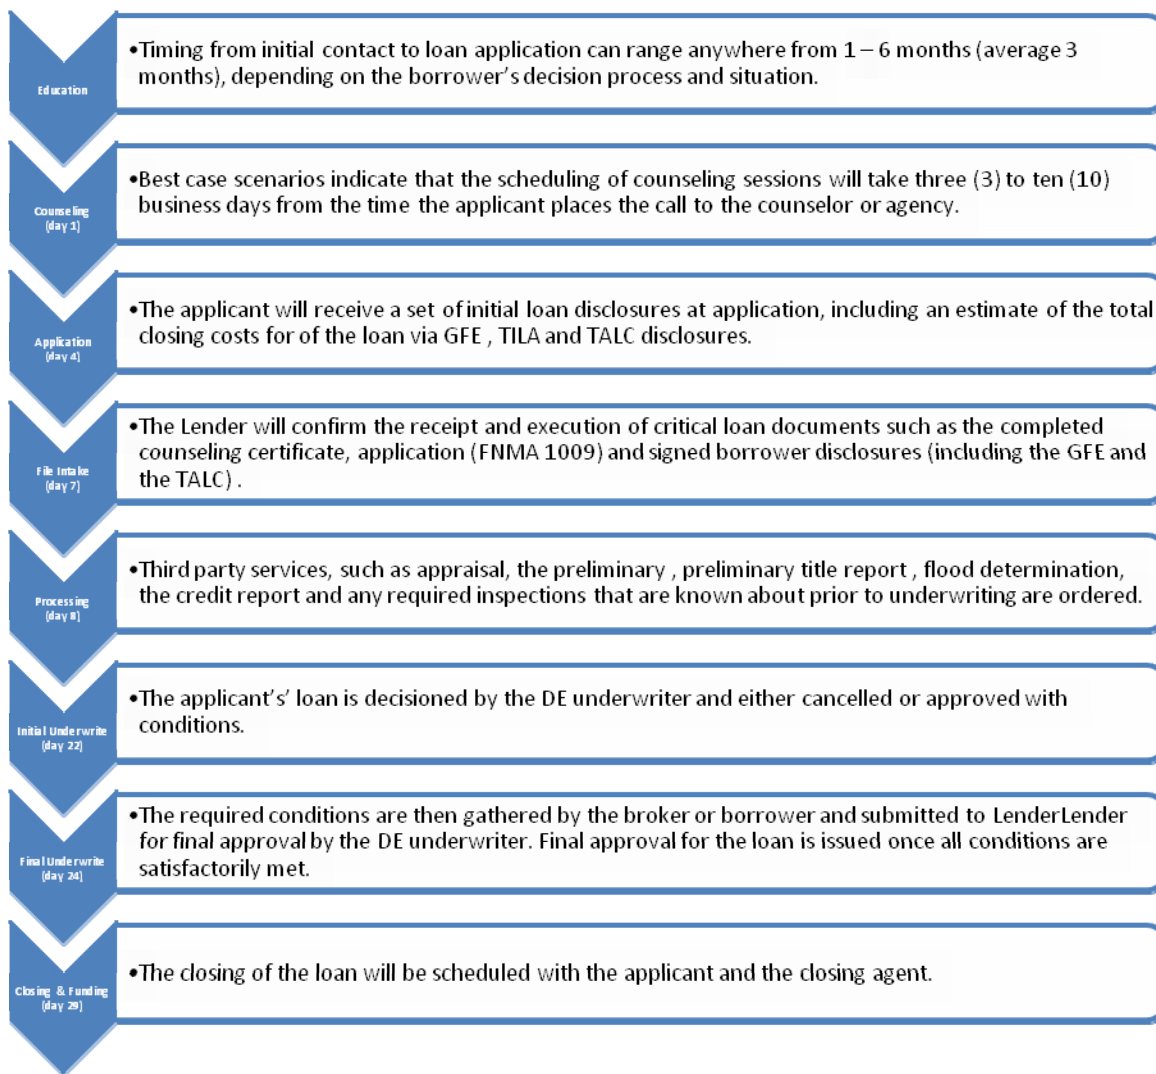 Education
•Timing from initial contact to loan application can range anywhere from 1 – 6 months (average 3
months), depending on the borrower's decision process and situation.
Counseling
(day 1)
•Best case scenarios indicate that the scheduling of counseling sessions will take three (3) to ten (10)
business days from the time the applicant places the call to the counselor or agency.
Application
(day 4)
•The applicant will receive a set of initial loan disclosures at application, including an estimate of the total
closing costs for of the loan via GFE , TILA and TALC disclosures.
File Intake
(day 7)
•The Lender will confirm the receipt and execution of critical loan documents such as the completed
counseling certificate, application (FNMA 1009) and signed borrower disclosures (including the GFE and
the TALC) .
Processing
(day 8)
•Third party services, such as appraisal, the preliminary , preliminary title report , flood determination,
the credit report and any required inspections that are known about prior to underwriting are ordered.
Initial Underwrite
(day 22)
•The applicant's' loan is decisioned by the DE underwriter and either cancelled or approved with
conditions.
Final Underwrite
(day 24)
•The required conditions are then gathered by the broker or borrower and submitted to LenderLender
for final approval by the DE underwriter. Final approval for the loan is issued once all conditions are
satisfactorily met.
Closing & Funding
(day 29)
•The closing of the loan will be scheduled with the applicant and the closing agent.